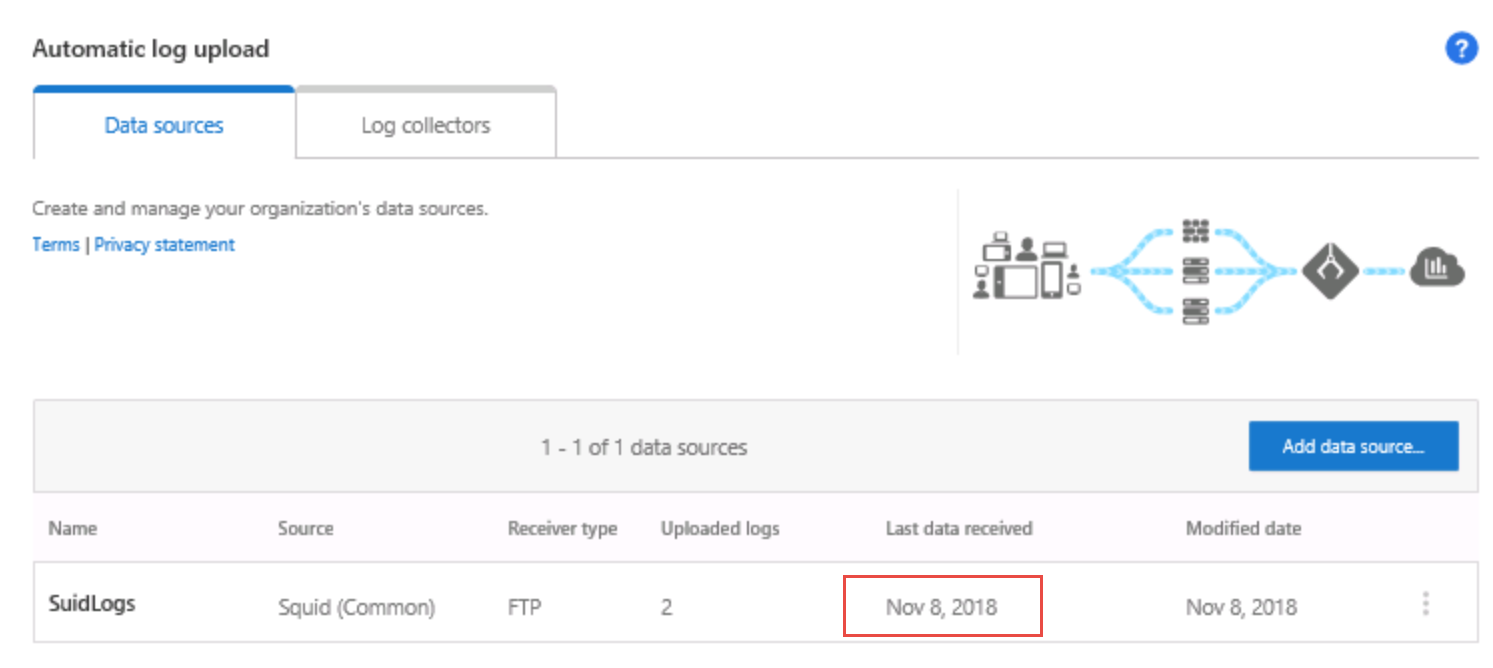 Automatic log upload
?
Data sources
Log collectors
Create and manage your organization's data sources.
Terms | Privacy statement
1 - 1 of 1 data sources
Add data source...
Name Source Receiver type Uploaded logs Last data received Modified date
SuidLogs Squid (Common) FTP 2 Nov 8, 2018 Nov 8, 2018